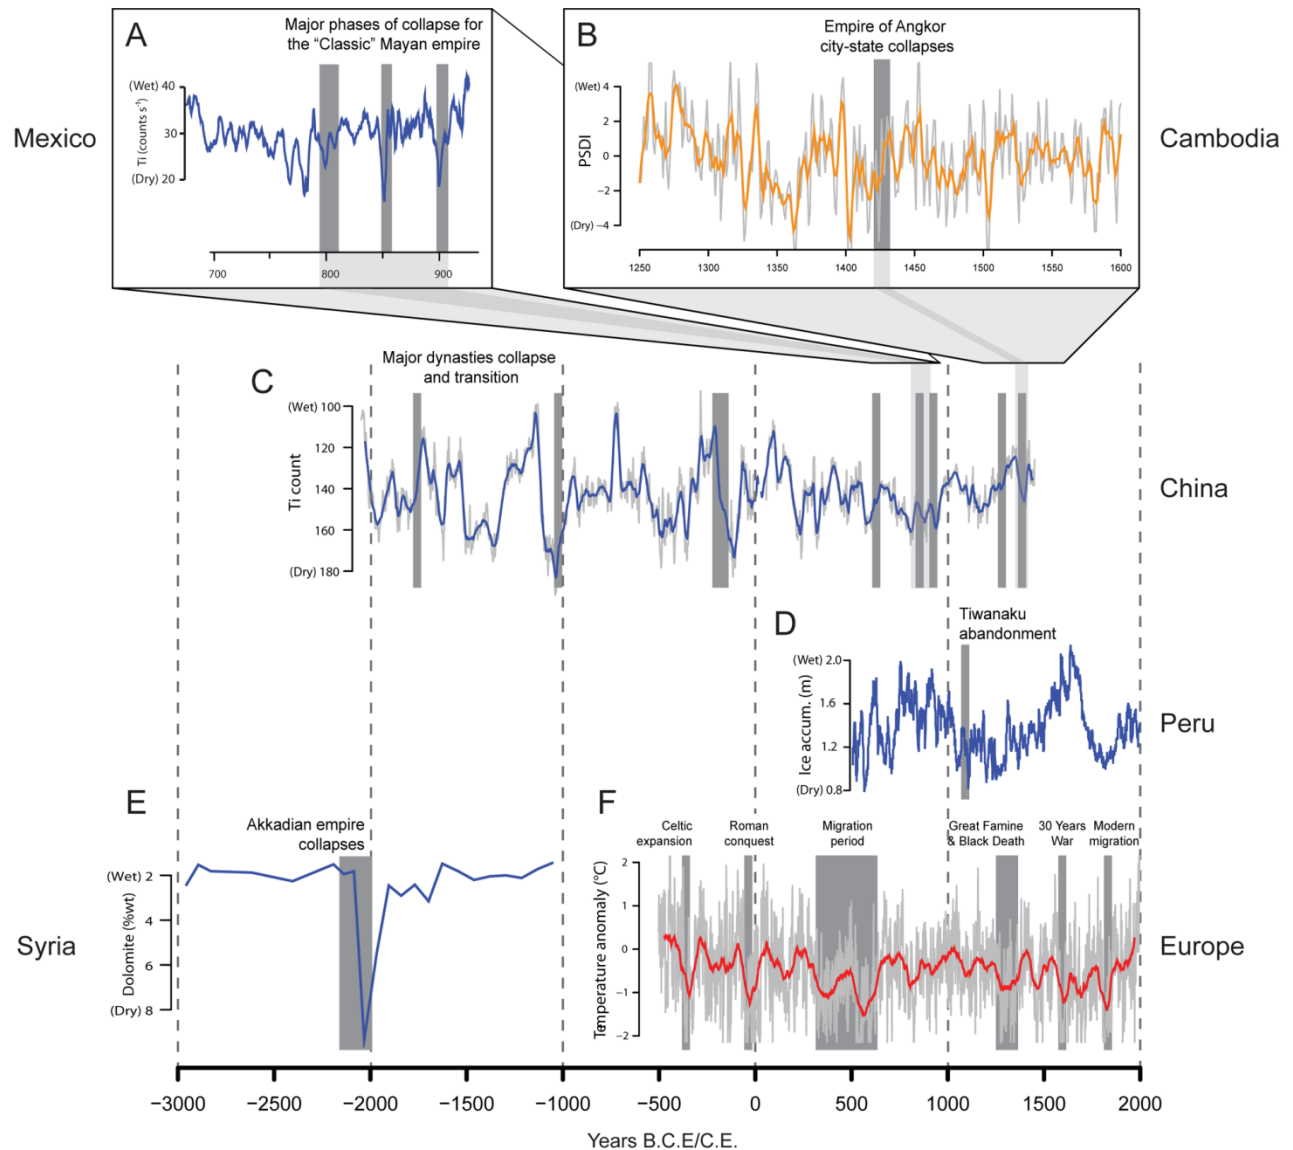 A
Major phases of collapse for
the “Classic” Mayan empire
(Wet) 40
30
(Dry) 20
Ti (counts s⁻¹)
700
800
900
Mexico
B
Empire of Angkor
city-state collapses
(Wet) 4
2
0
−2
(Dry) −4
PSDI
1250
1300
1350
1400
1450
1500
1550
1600
Cambodia
C
Major dynasties collapse
and transition
(Wet) 100
120
140
160
(Dry) 180
Ti count
China
D
Tiwanaku
abandonment
(Wet) 2.0
1.6
1.2
(Dry) 0.8
Ice accum. (m)
Peru
E
Akkadian empire
collapses
(Wet) 2
4
6
(Dry) 8
Dolomite (%wt)
Syria
F
Celtic
expansion
Roman
conquest
Migration
period
Great Famine
& Black Death
30 Years
War
Modern
migration
2
1
0
−1
−2
Temperature anomaly (°C)
Europe
−3000
−2500
−2000
−1500
−1000
−500
0
500
1000
1500
2000
Years B.C.E/C.E.